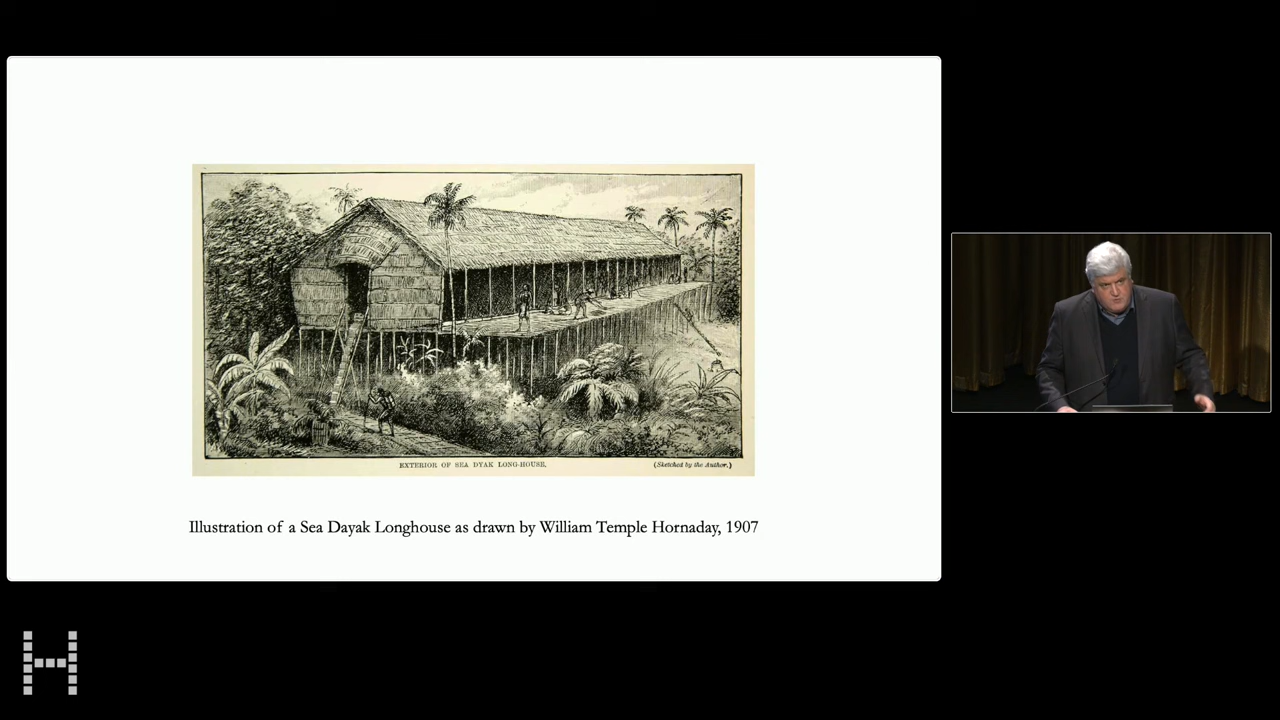 EXTERIOR OF SEA DYAK LONG-HOUSE.
(Sketched by the Author.)
Illustration of a Sea Dayak Longhouse as drawn by William Temple Hornaday, 1907
H